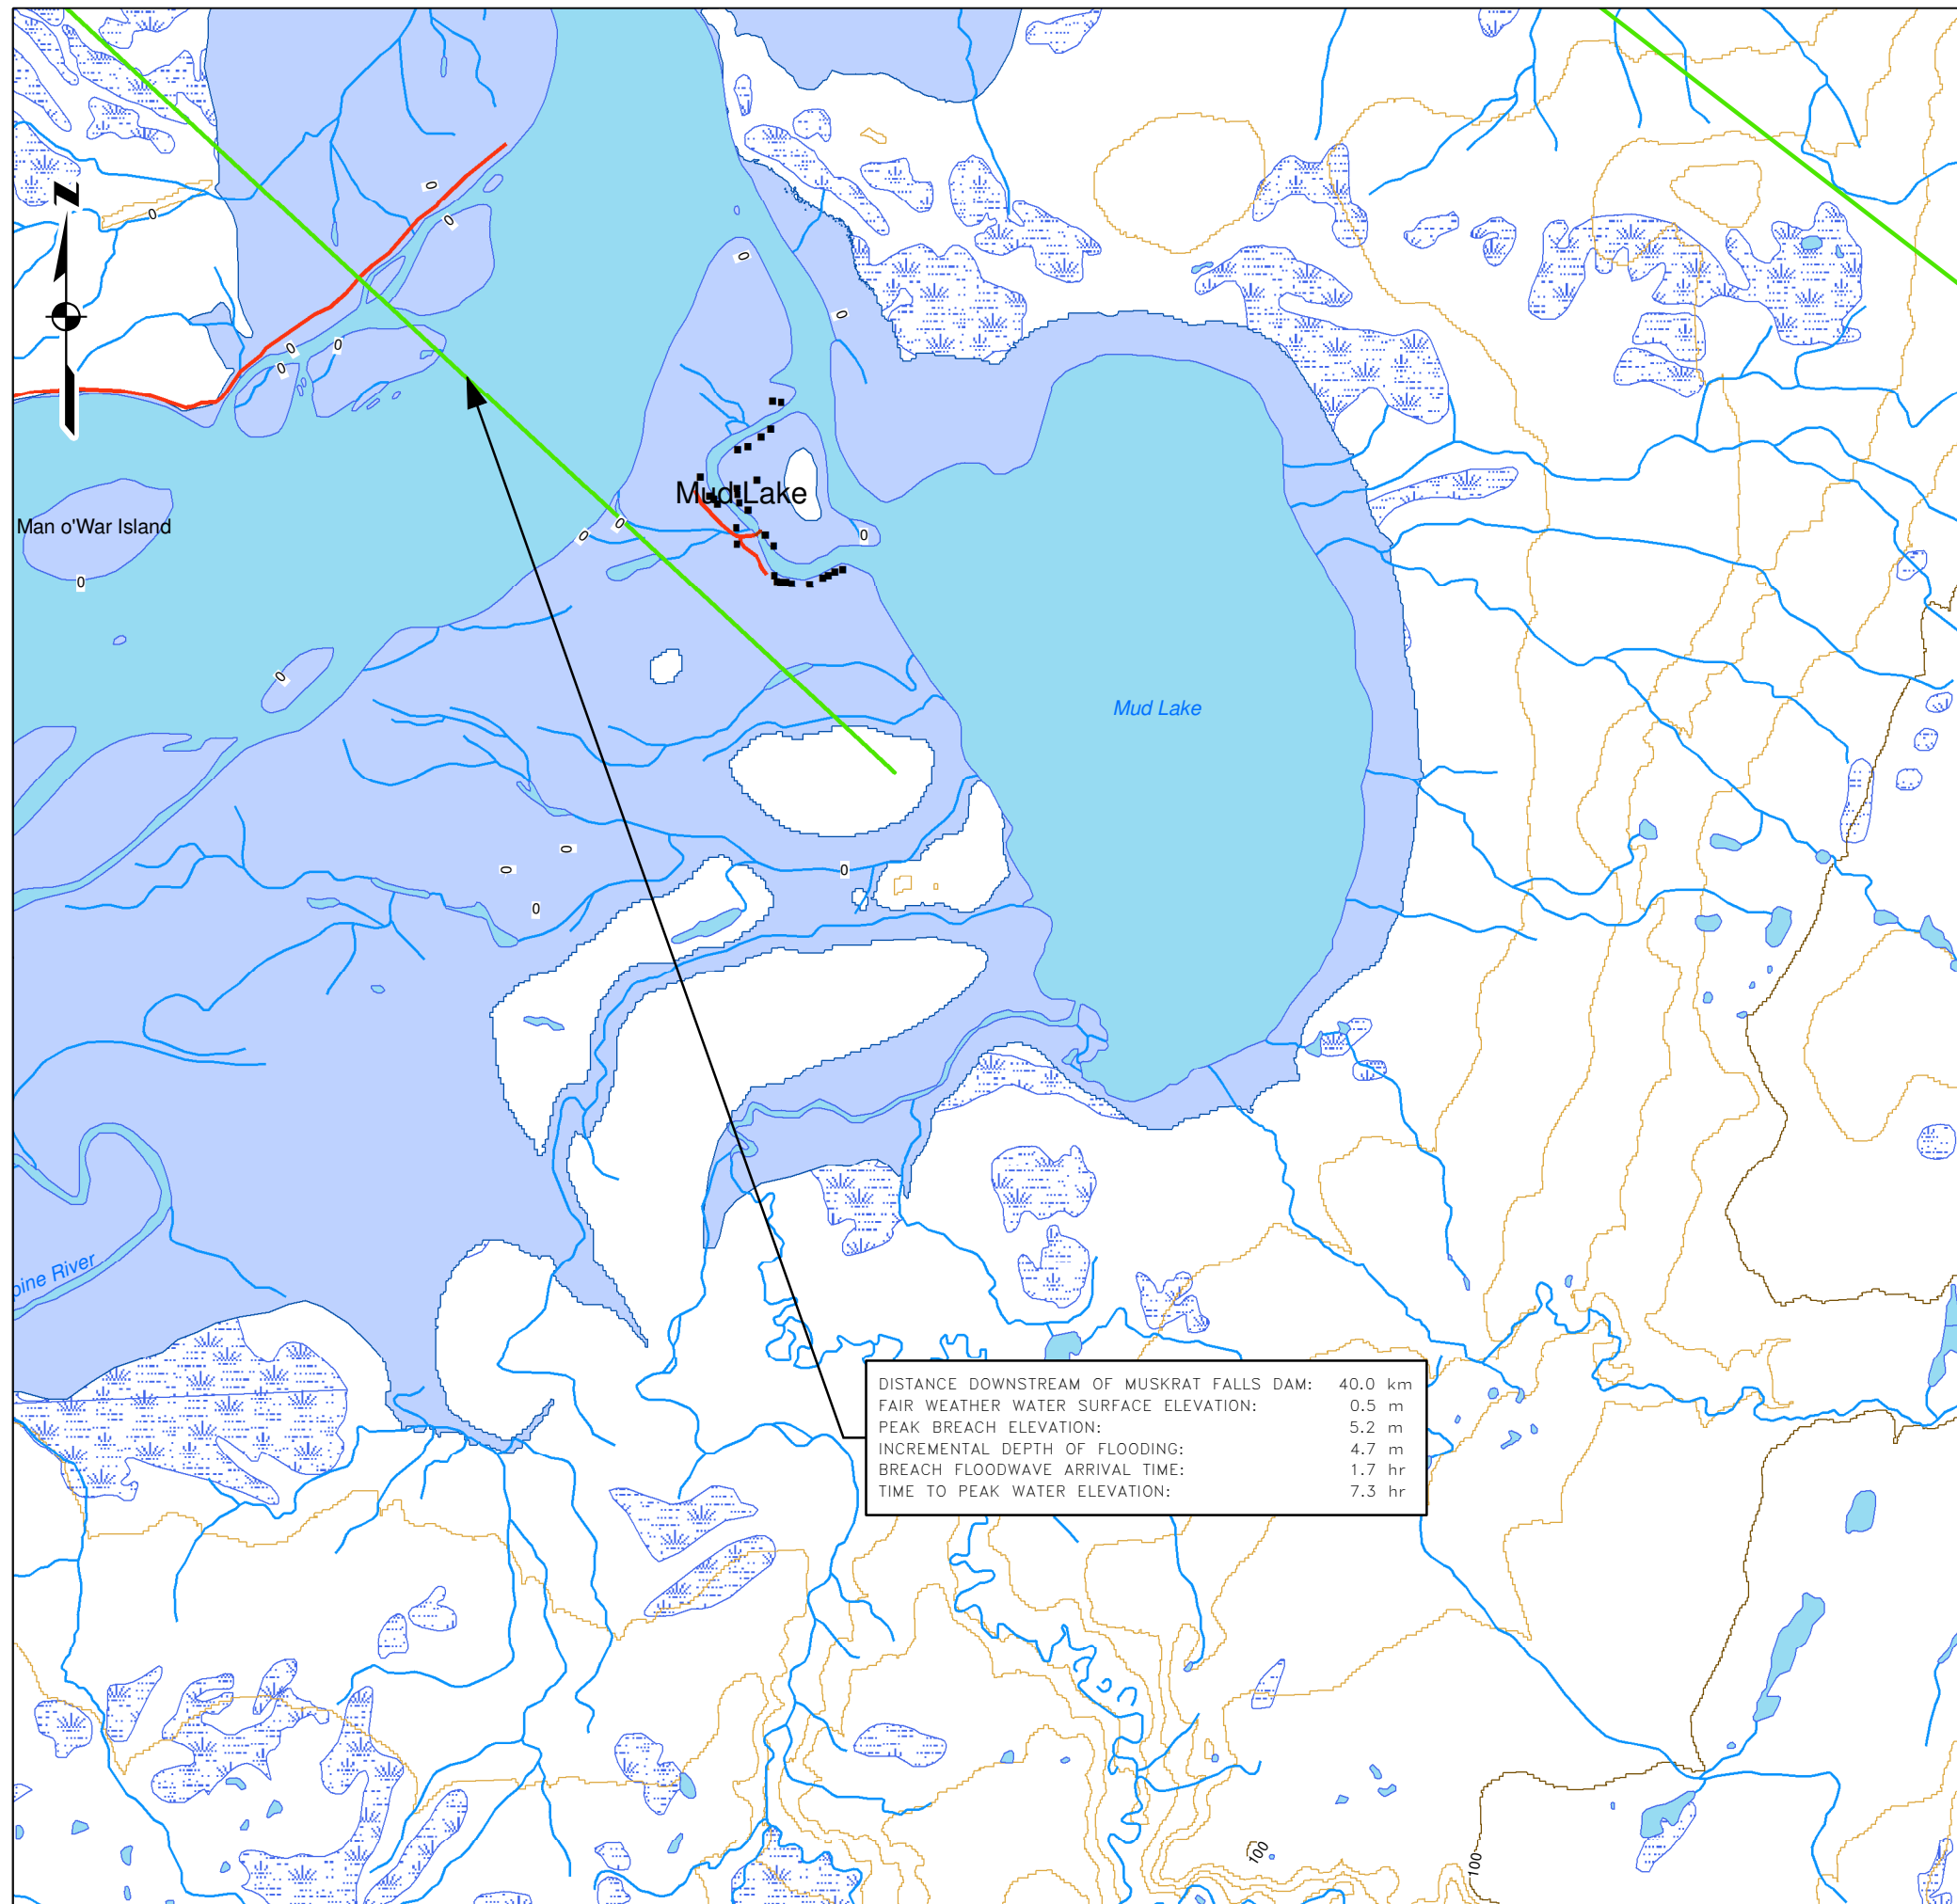 N
0
0
0
0
0
0
0
0
0
Mud Lake
Man o'War Island
0
0
0
0
0
Mud Lake
0
0
0
0
pine River
DISTANCE DOWNSTREAM OF MUSKRAT FALLS DAM: 40.0 km
FAIR WEATHER WATER SURFACE ELEVATION: 0.5 m
PEAK BREACH ELEVATION: 5.2 m
INCREMENTAL DEPTH OF FLOODING: 4.7 m
BREACH FLOODWAVE ARRIVAL TIME: 1.7 hr
TIME TO PEAK WATER ELEVATION: 7.3 hr
100
100